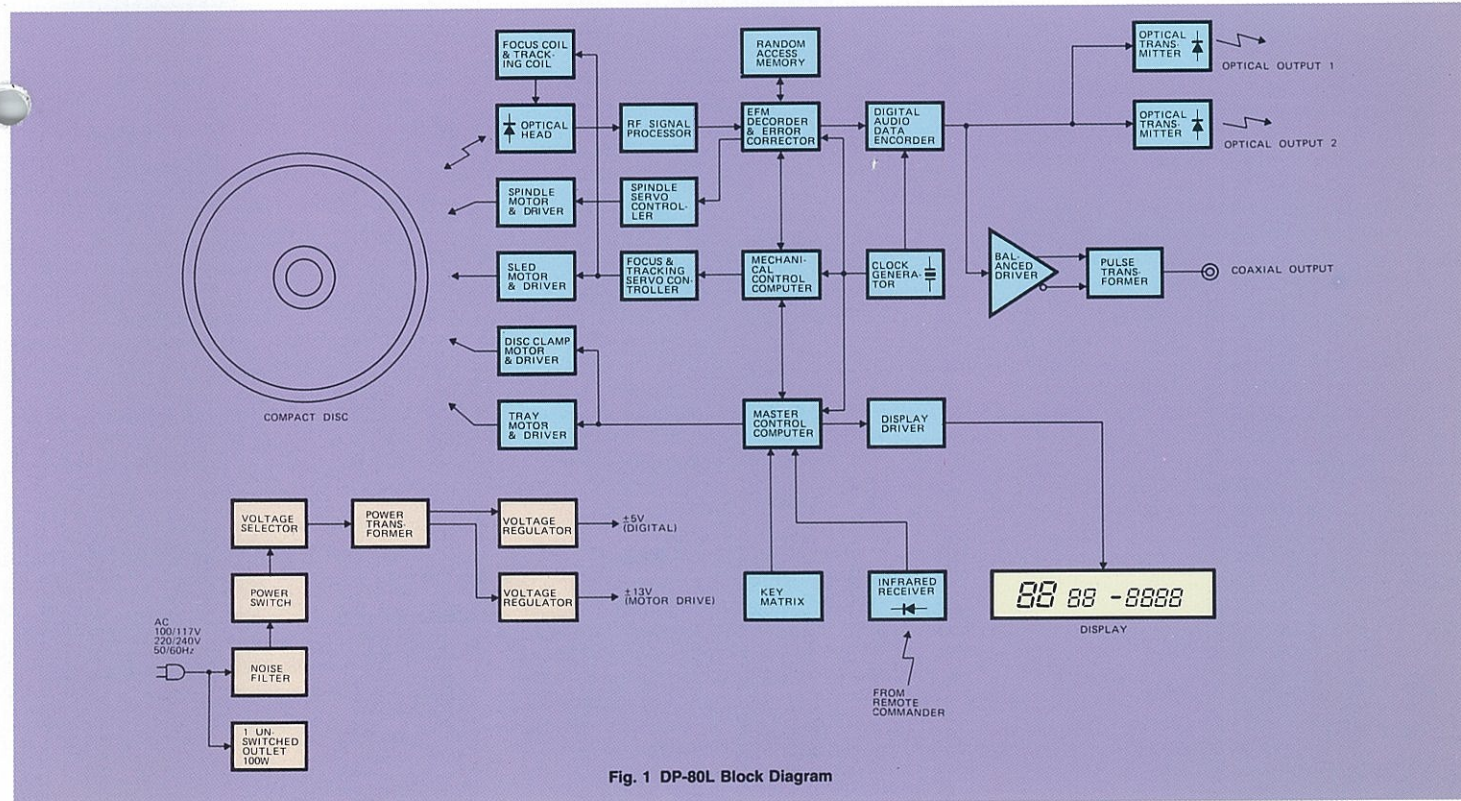 FOCUS COIL
& TRACK-
ING COIL
RANDOM
ACCESS
MEMORY
OPTICAL
TRANS-
MITTER
OPTICAL OUTPUT 1
OPTICAL
HEAD
RF SIGNAL
PROCESSOR
EFM
DECORDER
& ERROR
CORRECTOR
DIGITAL
AUDIO
DATA
ENCORDER
OPTICAL
TRANS-
MITTER
OPTICAL OUTPUT 2
SPINDLE
MOTOR
& DRIVER
SPINDLE
SERVO
CONTROL-
LER
SLED
MOTOR
& DRIVER
FOCUS &
TRACKING
SERVO CON-
TROLLER
MECHANI-
CAL
CONTROL
COMPUTER
CLOCK
GENERA-
TOR
BAL-
ANCED
DRIVER
PULSE
TRANS-
FORMER
COAXIAL OUTPUT
DISC CLAMP
MOTOR
& DRIVER
COMPACT DISC
TRAY
MOTOR
& DRIVER
MASTER
CONTROL
COMPUTER
DISPLAY
DRIVER
VOLTAGE
SELECTOR
POWER
TRANS-
FORMER
VOLTAGE
REGULATOR
±5V
(DIGITAL)
POWER
SWITCH
VOLTAGE
REGULATOR
±13V
(MOTOR DRIVE)
KEY
MATRIX
INFRARED
RECEIVER
88 88 -8888
DISPLAY
AC
100/117V
220/240V
50/60Hz
NOISE
FILTER
FROM
REMOTE
COMMANDER
1 UN-
SWITCHED
OUTLET
100W
Fig. 1 DP-80L Block Diagram